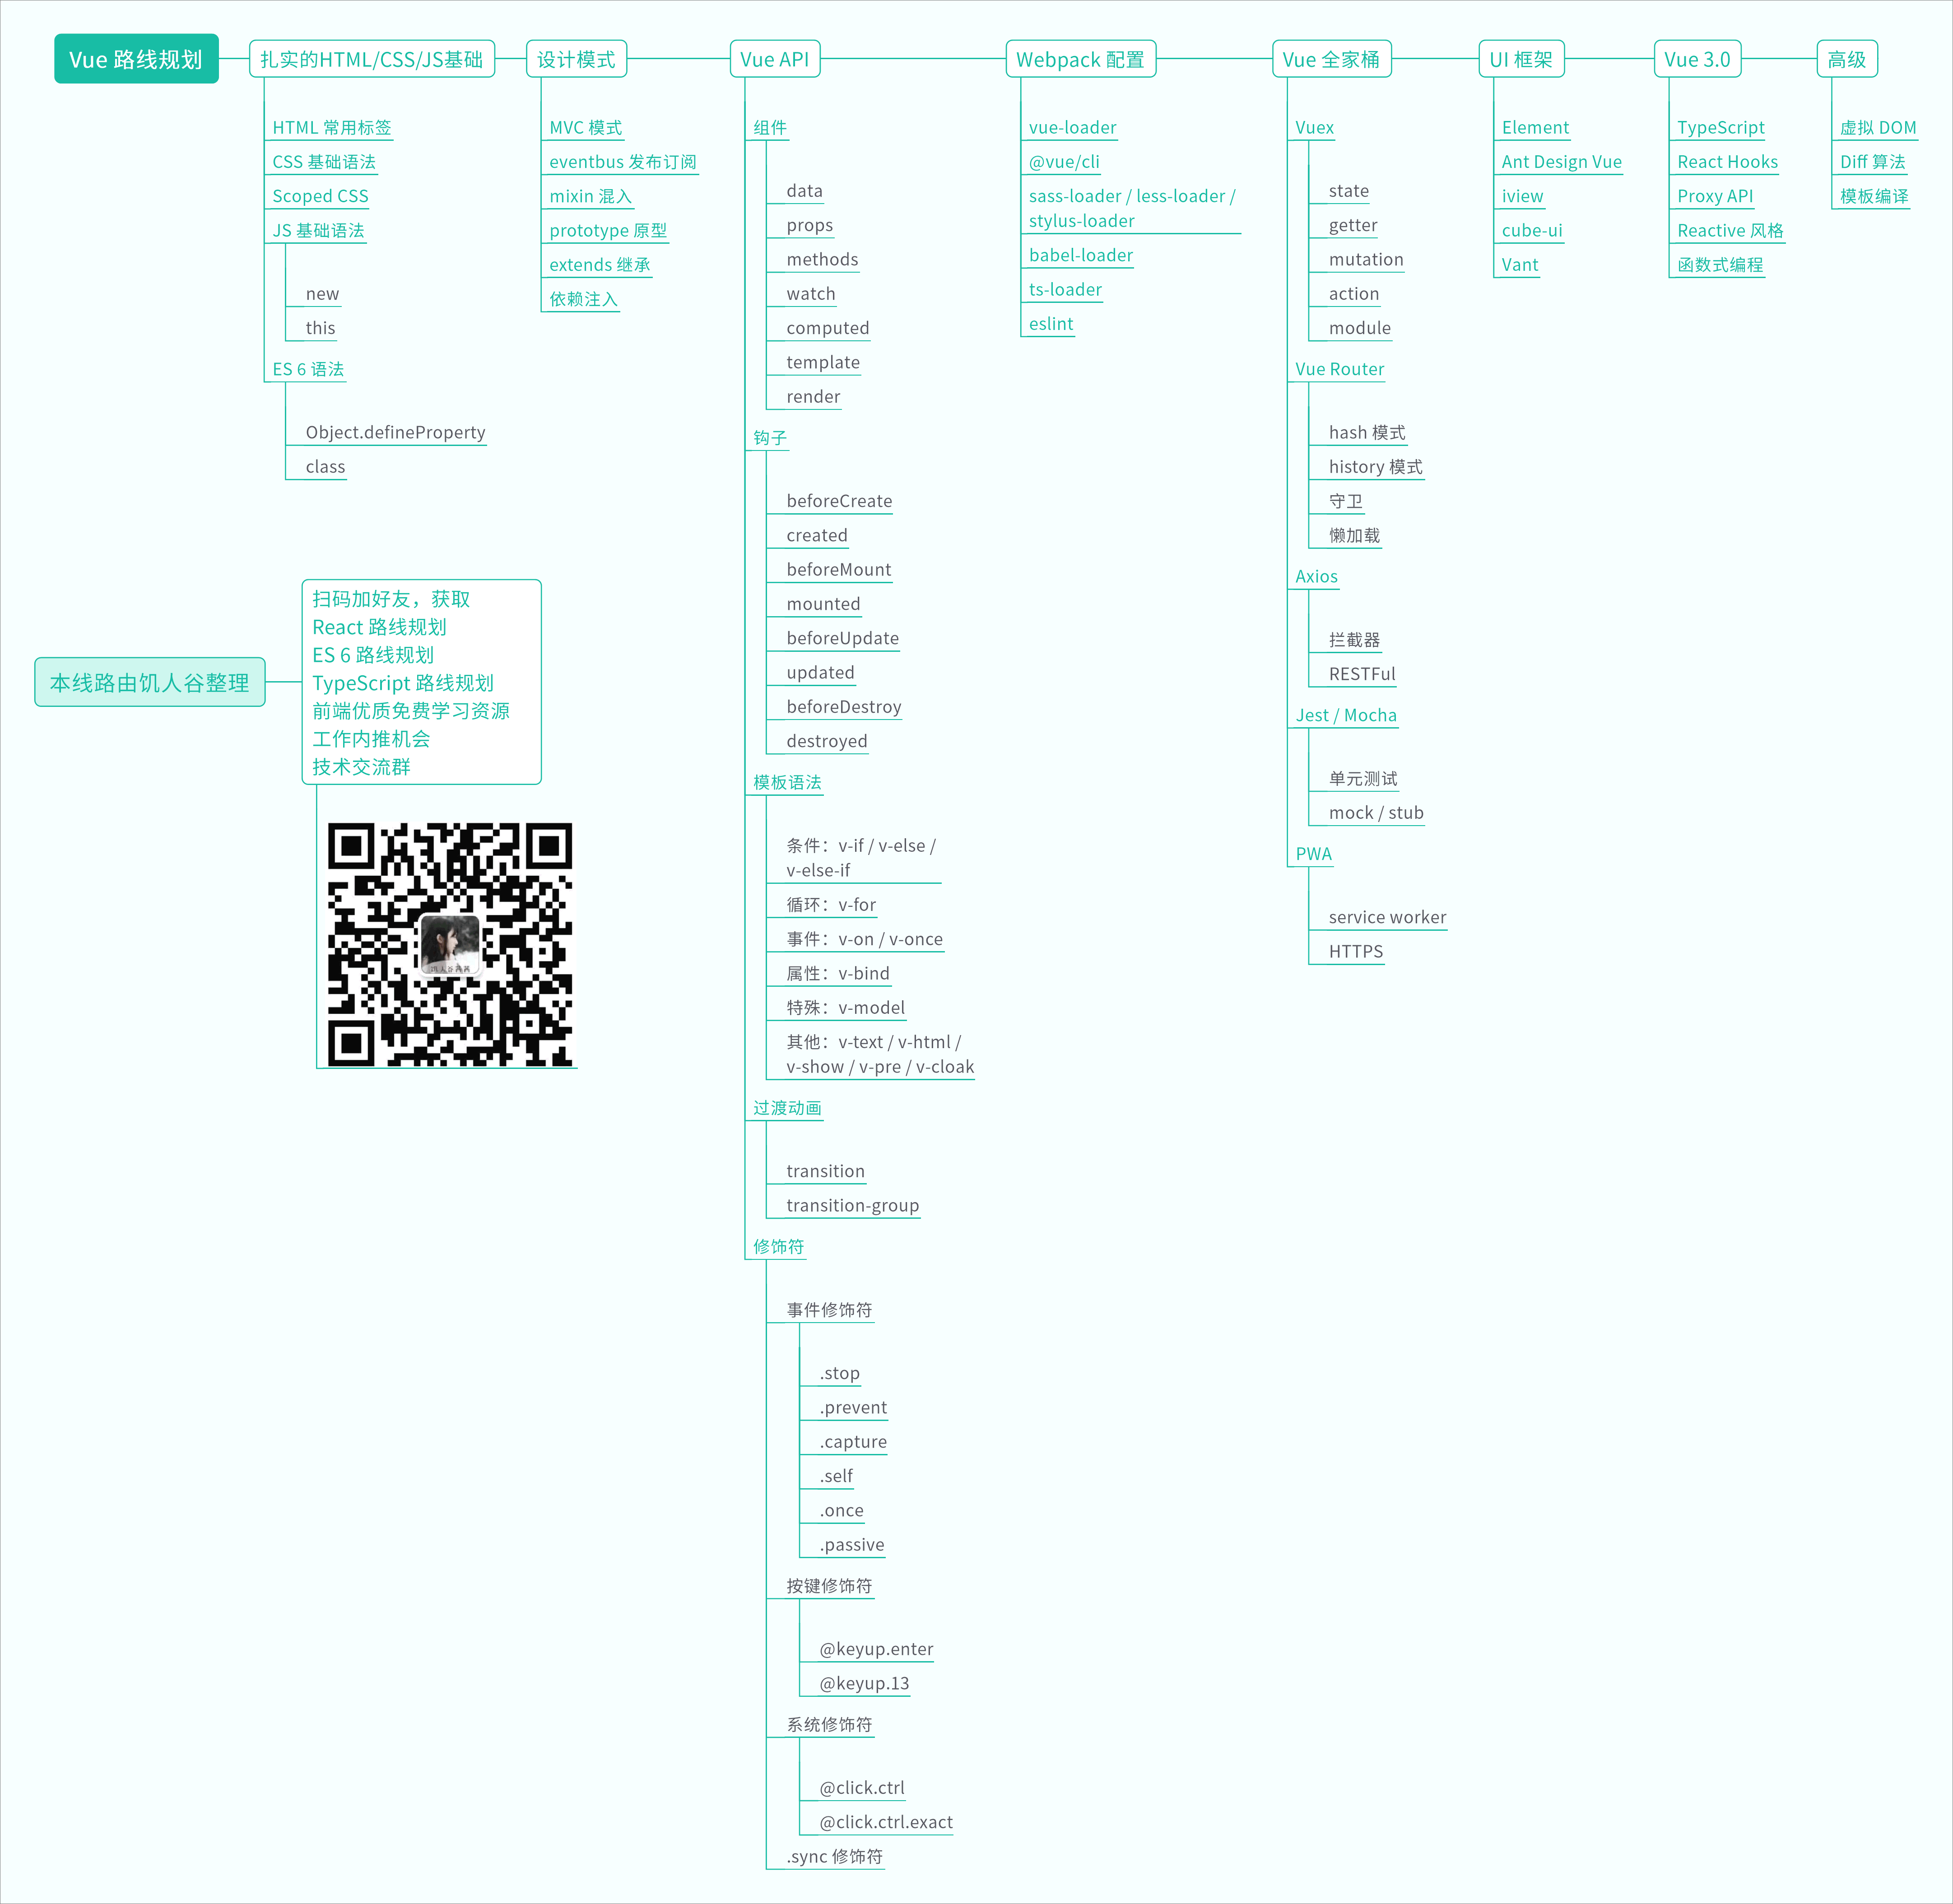 Vue 路线规划
扎实的HTML/CSS/JS基础
HTML 常用标签
CSS 基础语法
Scoped CSS
JS 基础语法
new
this
ES 6 语法
Object.defineProperty
class
设计模式
MVC 模式
eventbus 发布订阅
mixin 混入
prototype 原型
extends 继承
依赖注入
Vue API
组件
data
props
methods
watch
computed
template
render
钩子
beforeCreate
created
beforeMount
mounted
beforeUpdate
updated
beforeDestroy
destroyed
模板语法
条件：v-if / v-else /
v-else-if
循环：v-for
事件：v-on / v-once
属性：v-bind
特殊：v-model
其他：v-text / v-html /
v-show / v-pre / v-cloak
过渡动画
transition
transition-group
修饰符
事件修饰符
.stop
.prevent
.capture
.self
.once
.passive
按键修饰符
@keyup.enter
@keyup.13
系统修饰符
@click.ctrl
@click.ctrl.exact
.sync 修饰符
Webpack 配置
vue-loader
@vue/cli
sass-loader / less-loader /
stylus-loader
babel-loader
ts-loader
eslint
Vue 全家桶
Vuex
state
getter
mutation
action
module
Vue Router
hash 模式
history 模式
守卫
懒加载
Axios
拦截器
RESTFul
Jest / Mocha
单元测试
mock / stub
PWA
service worker
HTTPS
UI 框架
Element
Ant Design Vue
iview
cube-ui
Vant
Vue 3.0
TypeScript
React Hooks
Proxy API
Reactive 风格
函数式编程
高级
虚拟 DOM
Diff 算法
模板编译
本线路由饥人谷整理
扫码加好友，获取
React 路线规划
ES 6 路线规划
TypeScript 路线规划
前端优质免费学习资源
工作内推机会
技术交流群